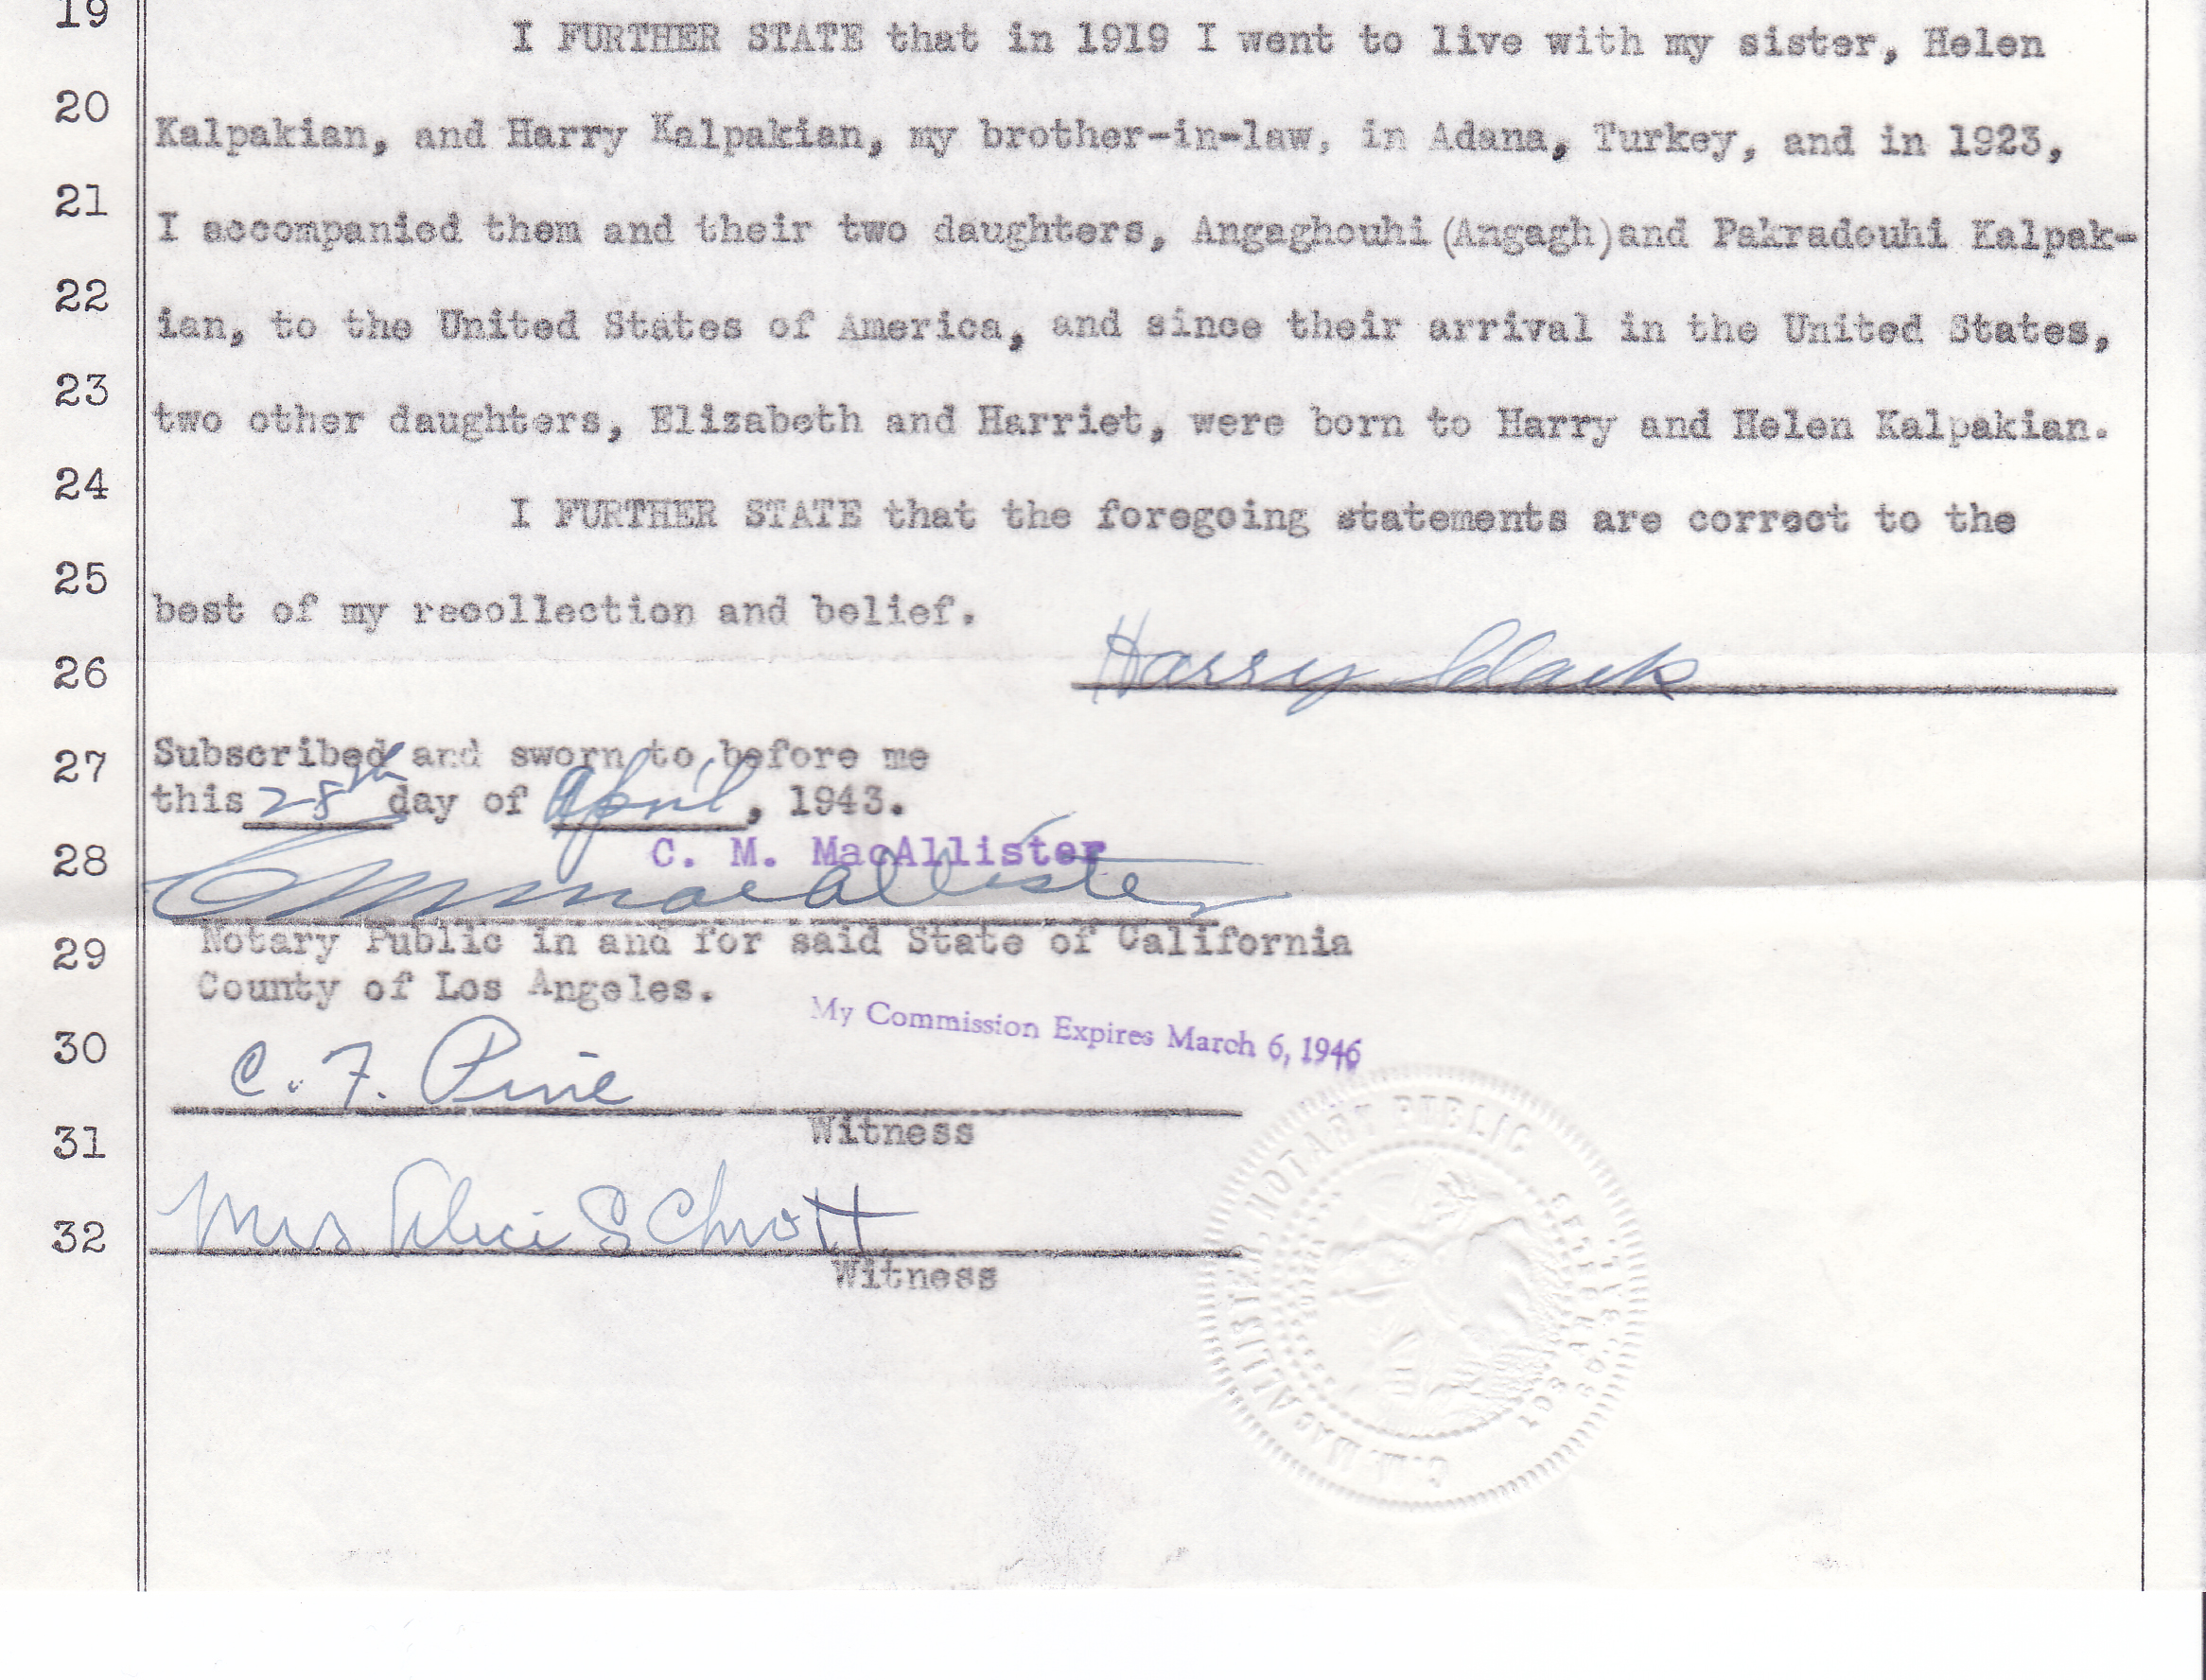 19
I FURTHER STATE that in 1919 I went to live with my sister, Helen
20
Kalpakian, and Harry Kalpakian, my brother-in-law, in Adana, Turkey, and in 1923,
21
I accompanied them and their two daughters, Angaghouhi (Angagh) and Pakradouhi Kalpak-
22
ian, to the United States of America, and since their arrival in the United States,
23
two other daughters, Elizabeth and Harriet, were born to Harry and Helen Kalpakian.
24
I FURTHER STATE that the foregoing statements are correct to the
25
best of my recollection and belief.
26
Harry
27
Subscribed and sworn to before me
this 28th day of April, 1943.
28
C. M. MacAllister
CMMacAllister
29
Notary Public in and for said State of California
County of Los Angeles.
My Commission Expires March 6, 1946
30
C. F. Pine
31
Witness
32
Mrs Schrott
Witness
C. M. MACALLISTER, NOTARY PUBLIC
LOS ANGELES